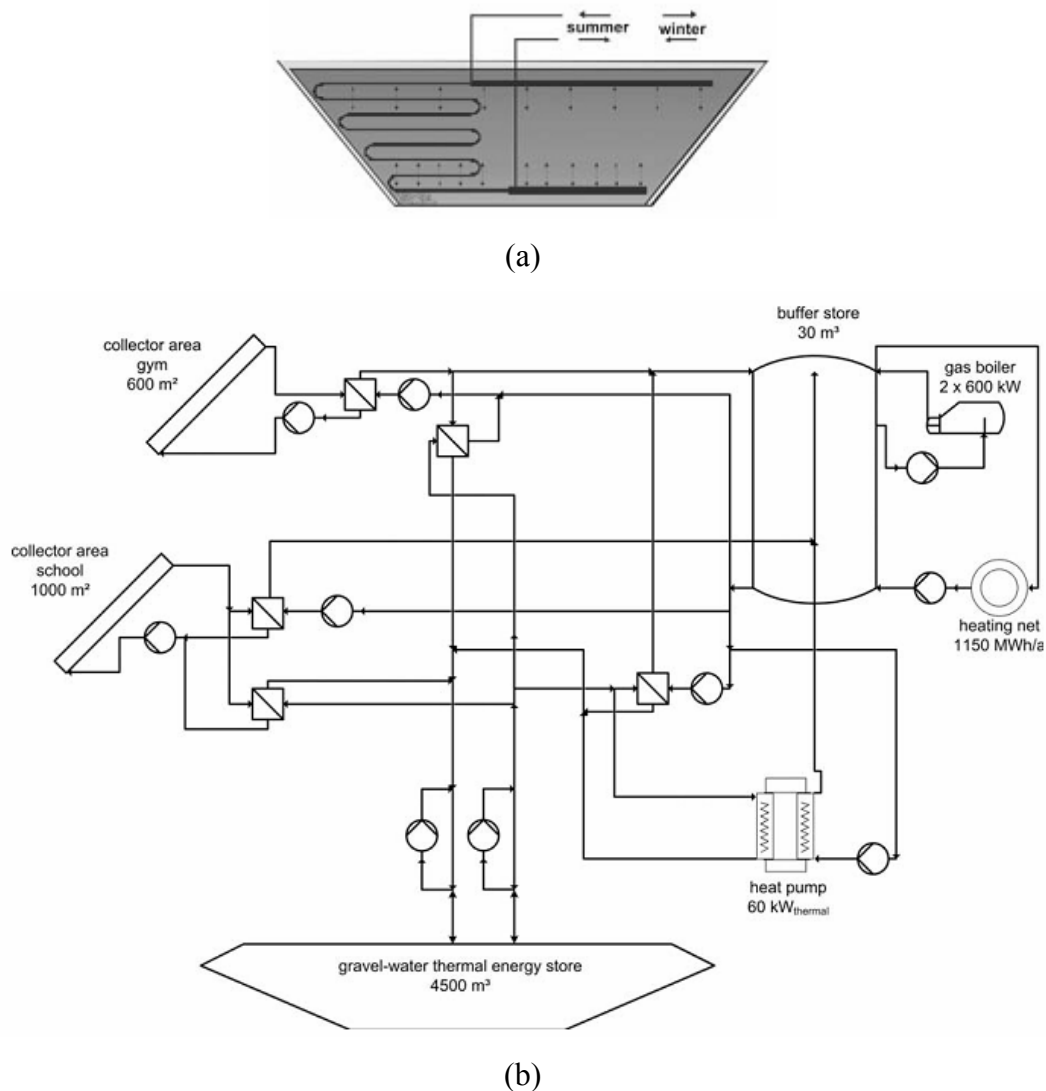 summer winter
(a)
collector area
gym
600 m²
buffer store
30 m³
gas boiler
2 x 600 kW
collector area
school
1000 m²
heating net
1150 MWh/a
heat pump
60 kWthermal
gravel-water thermal energy store
4500 m³
(b)